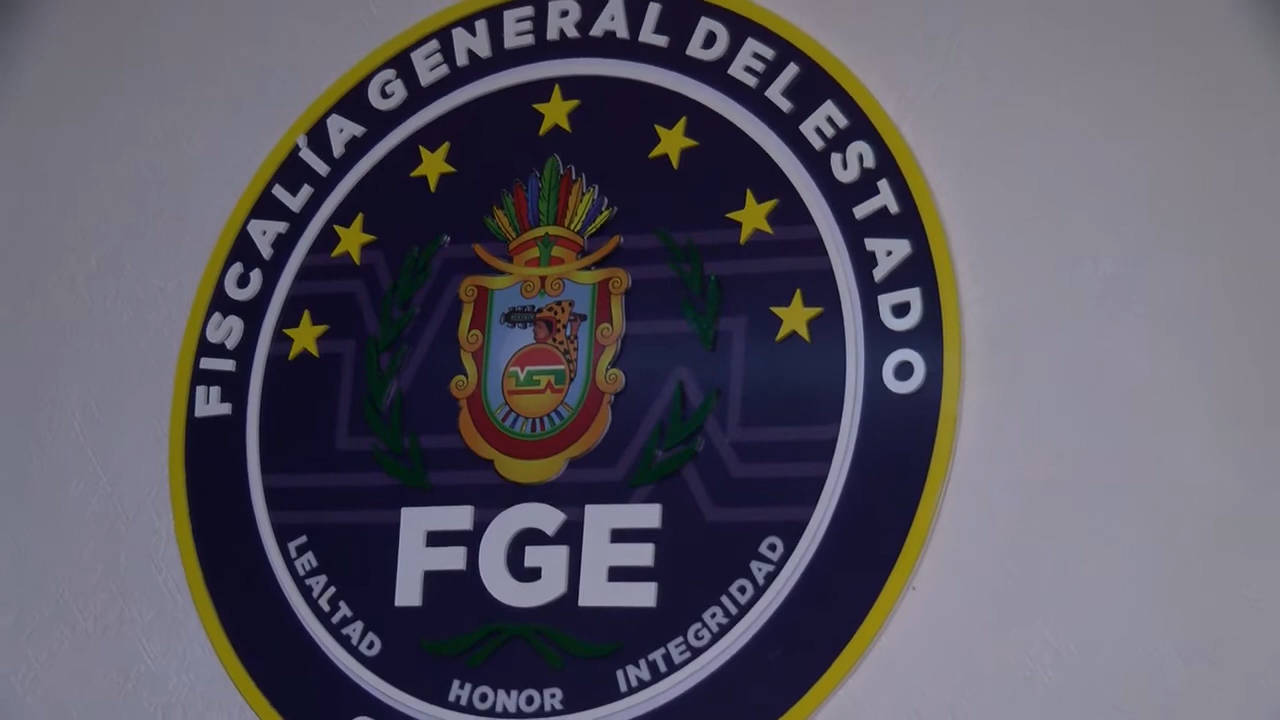 FISCALÍA GENERAL DEL ESTADO
FGE
LEALTAD
HONOR
INTEGRIDAD